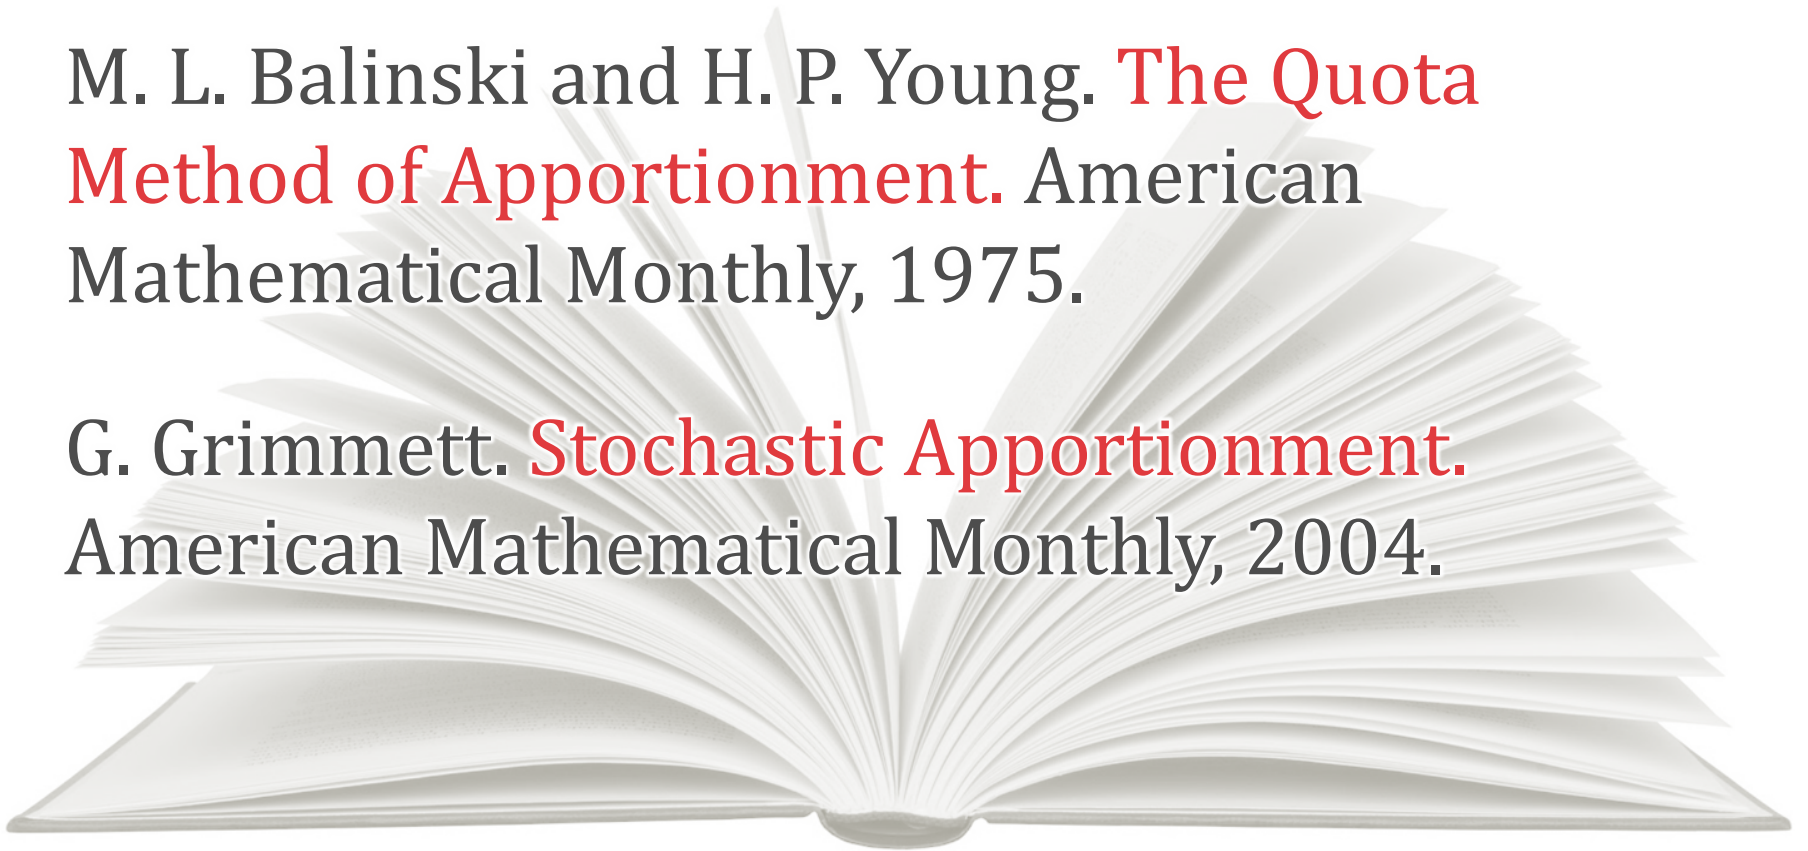 M. L. Balinski and H. P. Young. The Quota
Method of Apportionment. American
Mathematical Monthly, 1975.
G. Grimmett. Stochastic Apportionment.
American Mathematical Monthly, 2004.